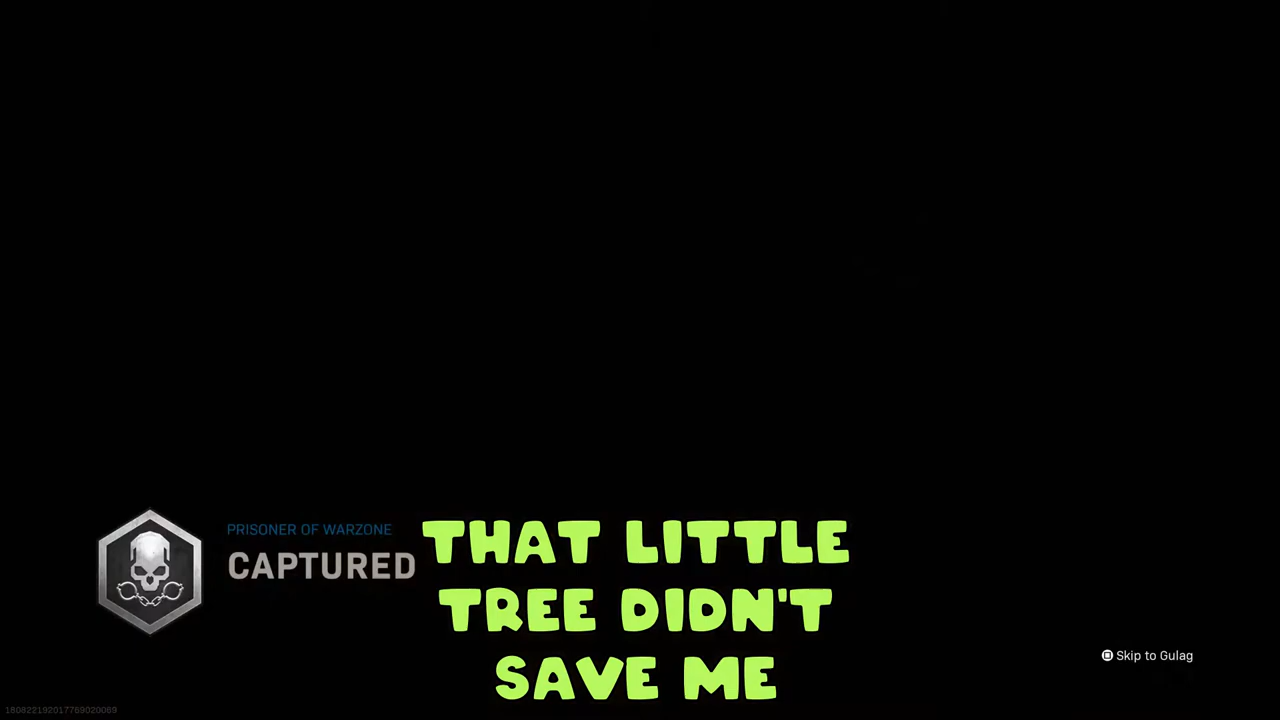 PRISONER OF WARZONE
CAPTURED
THAT LITTLE
TREE DIDN'T
SAVE ME
Skip to Gulag